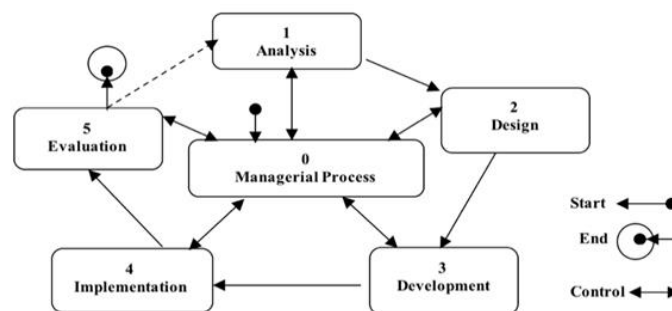 1
Analysis
2
Design
5
Evaluation
0
Managerial Process
Start
End
4
Implementation
3
Development
Control